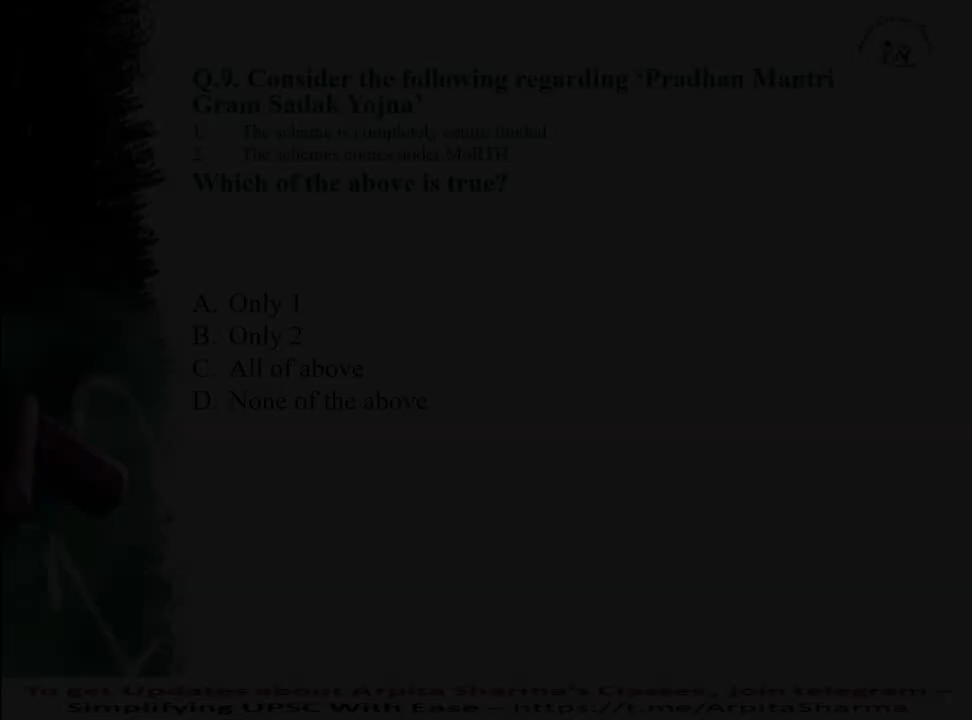 Q.9. Consider the following regarding ‘Pradhan Mantri
Gram Sadak Yojna’
1. The scheme is completely centre funded
2. The schemes comes under MoRTH
Which of the above is true?
A. Only 1
B. Only 2
C. All of above
D. None of the above
To get Updates about Arpita Sharma's Classes, join telegram –
Simplifying UPSC With Ease – https://t.me/ArpitaSharma